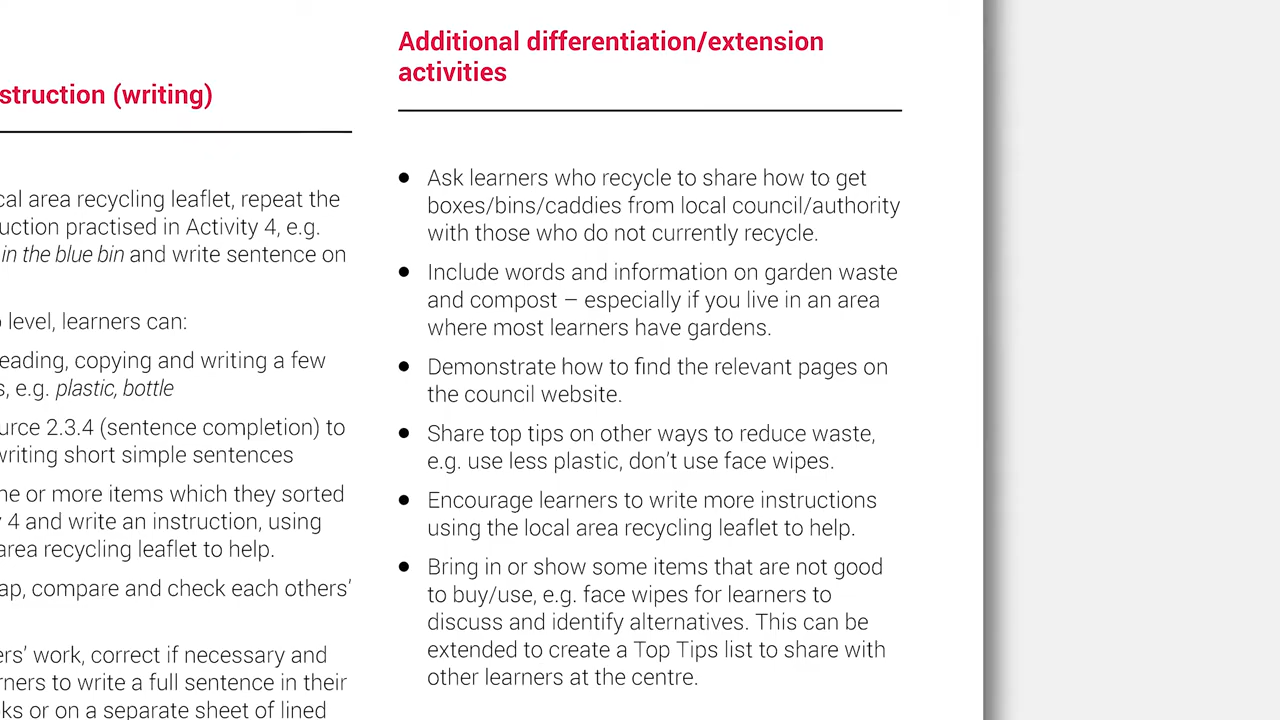 struction (writing)
cal area recycling leaflet, repeat the
uction practised in Activity 4, e.g.
in the blue bin and write sentence on
level, learners can:
eading, copying and writing a few
s, e.g. plastic, bottle
urce 2.3.4 (sentence completion) to
writing short simple sentences
ne or more items which they sorted
4 and write an instruction, using
area recycling leaflet to help.
ap, compare and check each others'
ers' work, correct if necessary and
rners to write a full sentence in their
ks or on a separate sheet of lined
Additional differentiation/extension
activities
● Ask learners who recycle to share how to get
boxes/bins/caddies from local council/authority
with those who do not currently recycle.
● Include words and information on garden waste
and compost – especially if you live in an area
where most learners have gardens.
● Demonstrate how to find the relevant pages on
the council website.
● Share top tips on other ways to reduce waste,
e.g. use less plastic, don't use face wipes.
● Encourage learners to write more instructions
using the local area recycling leaflet to help.
● Bring in or show some items that are not good
to buy/use, e.g. face wipes for learners to
discuss and identify alternatives. This can be
extended to create a Top Tips list to share with
other learners at the centre.